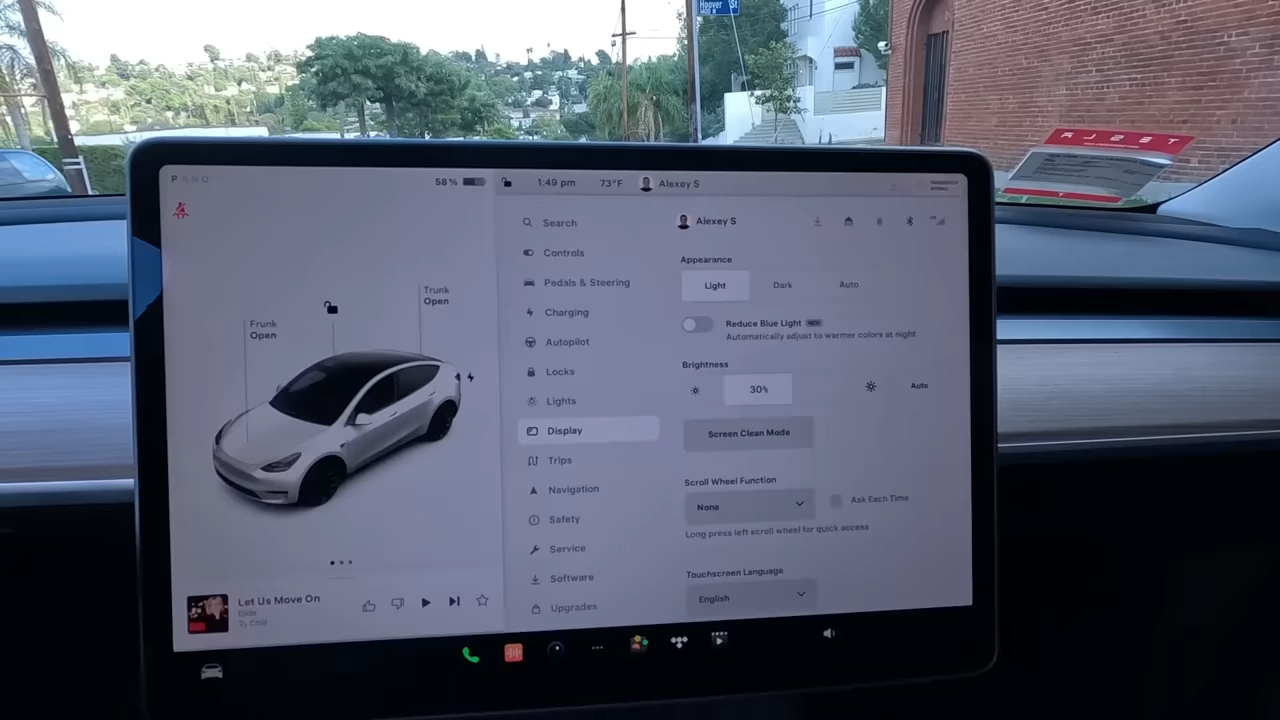 Hoover St
P
58 %
1:49 pm
73°F
Alexey S
Search
Controls
Pedals & Steering
Charging
Autopilot
Locks
Lights
Display
Trips
Navigation
Safety
Service
Software
Upgrades
Alexey S
Appearance
Light
Dark
Auto
Reduce Blue Light NEW
Automatically adjust to warmer colors at night
Brightness
30%
Auto
Screen Clean Mode
Scroll Wheel Function
None
Ask Each Time
Long press left scroll wheel for quick access
Touchscreen Language
English
Trunk
Open
Frunk
Open
Let Us Move On
Dido
Chill